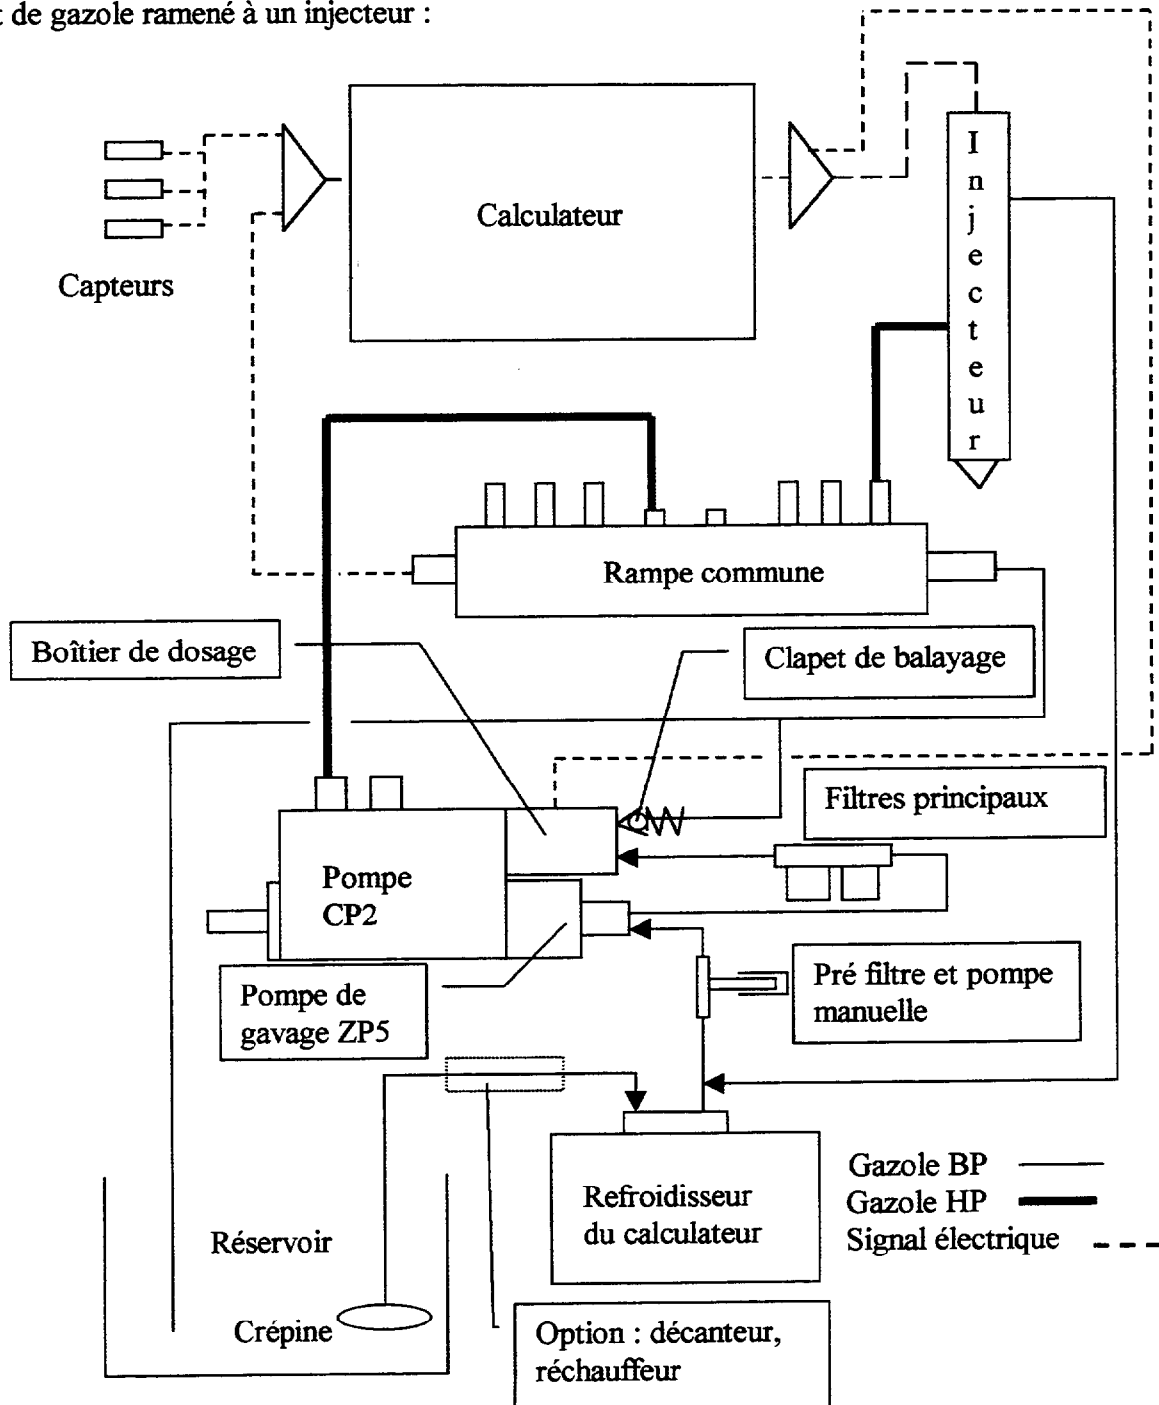 de gazole ramené à un injecteur :
Calculateur
Capteurs
Injecteur
Rampe commune
Boîtier de dosage
Clapet de balayage
Filtres principaux
Pompe
CP2
Pompe de
gavage ZP5
Pré filtre et pompe
manuelle
Refroidisseur
du calculateur
Gazole BP
Gazole HP
Signal électrique
Réservoir
Crépine
Option : décanteur,
réchauffeur